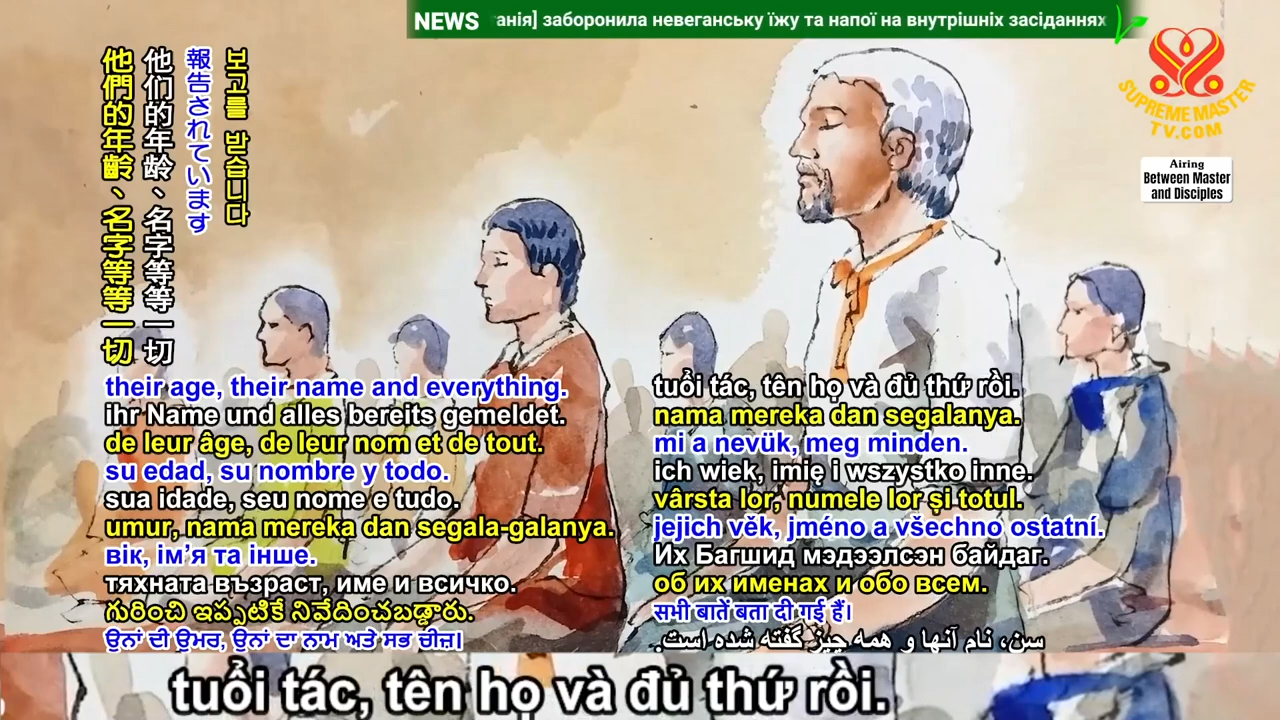 NEWS
анія] заборонила невеганську їжу та напої на внутрішніх засіданнях
SUPREME MASTER
TV.COM
Airing
Between Master
and Disciples
보고를 받습니다
報告されています
他们的年龄、名字等等一切
他們的年齡、名字等等一切
their age, their name and everything.
ihr Name und alles bereits gemeldet.
de leur âge, de leur nom et de tout.
su edad, su nombre y todo.
sua idade, seu nome e tudo.
umur, nama mereka dan segala-galanya.
вік, ім’я та інше.
тяхната възраст, име и всичко.
గురించి ఇప్పటికే నివేదించబడ్డారు.
ਉਨਾਂ ਦੀ ਉਮਰ, ਉਨਾਂ ਦਾ ਨਾਮ ਅਤੇ ਸਭ ਚੀਜ਼।
tuổi tác, tên họ và đủ thứ rồi.
nama mereka dan segalanya.
mi a nevük, meg minden.
ich wiek, imię i wszystko inne.
vârsta lor, numele lor și totul.
jejich věk, jméno a všechno ostatní.
Их Багшид мэдээлсэн байдаг.
об их именах и обо всем.
सभी बातें बता दी गई हैं।
سن، نام آنها و همه چیز گفته شده است.
tuổi tác, tên họ và đủ thứ rồi.